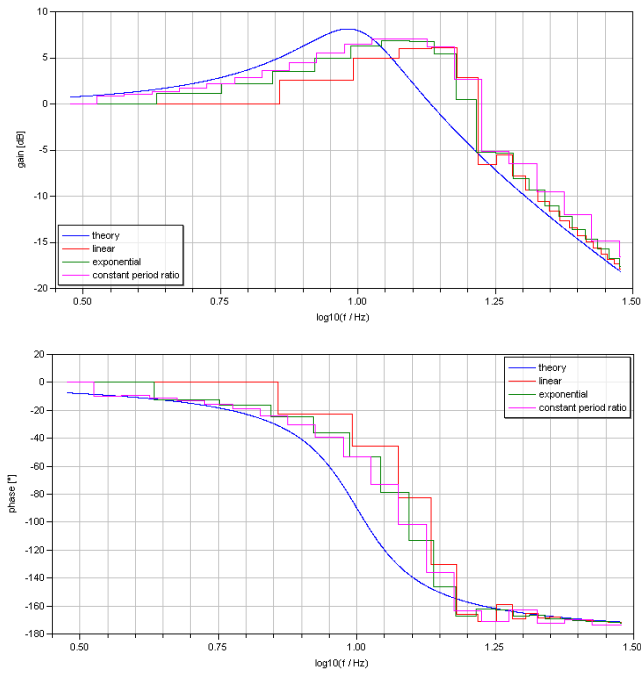 10
5
0
-5
-10
-15
-20
gain [dB]
theory
linear
exponential
constant period ratio
0.50
0.75
1.00
1.25
1.50
log10(f / Hz)
20
0
-20
-40
-60
-80
-100
-120
-140
-160
-180
phase [°]
theory
linear
exponential
constant period ratio
0.50
0.75
1.00
1.25
1.50
log10(f / Hz)